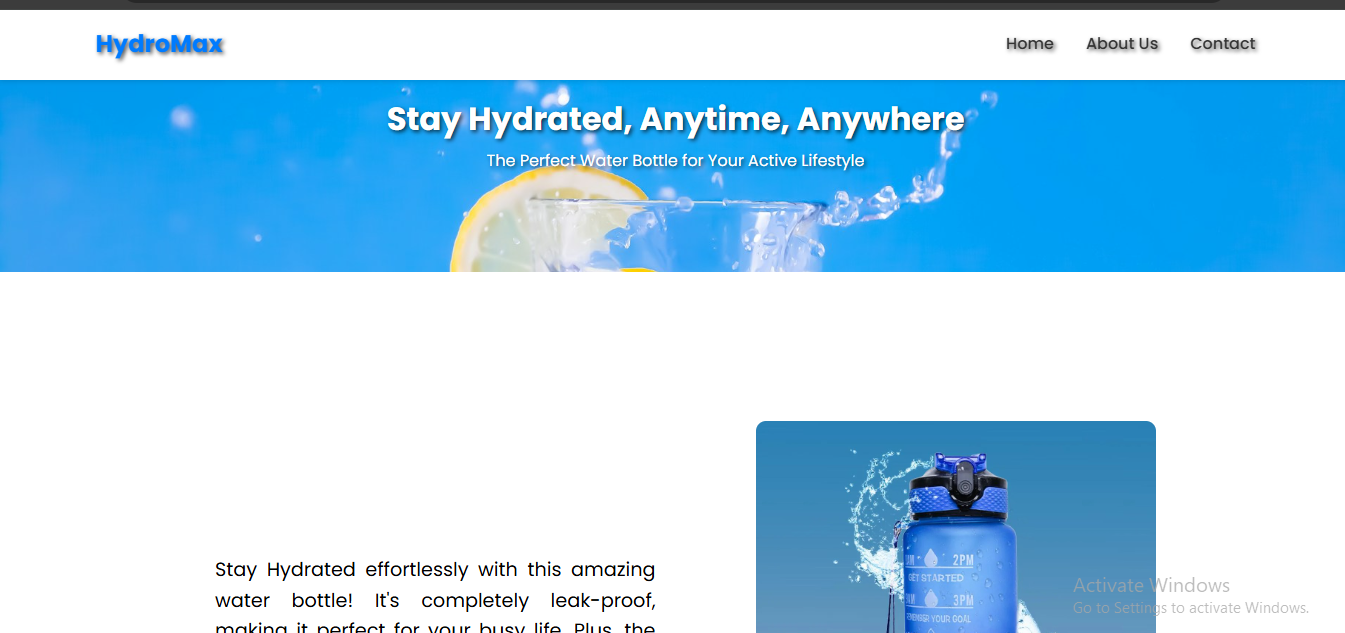 HydroMax
Home About Us Contact
Stay Hydrated, Anytime, Anywhere
The Perfect Water Bottle for Your Active Lifestyle
Stay Hydrated effortlessly with this amazing
water bottle! It's completely leak-proof,
making it perfect for your busy life. Plus, the
2PM
GET STARTED
3PM
REMEMBER YOUR GOAL
Activate Windows
Go to Settings to activate Windows.